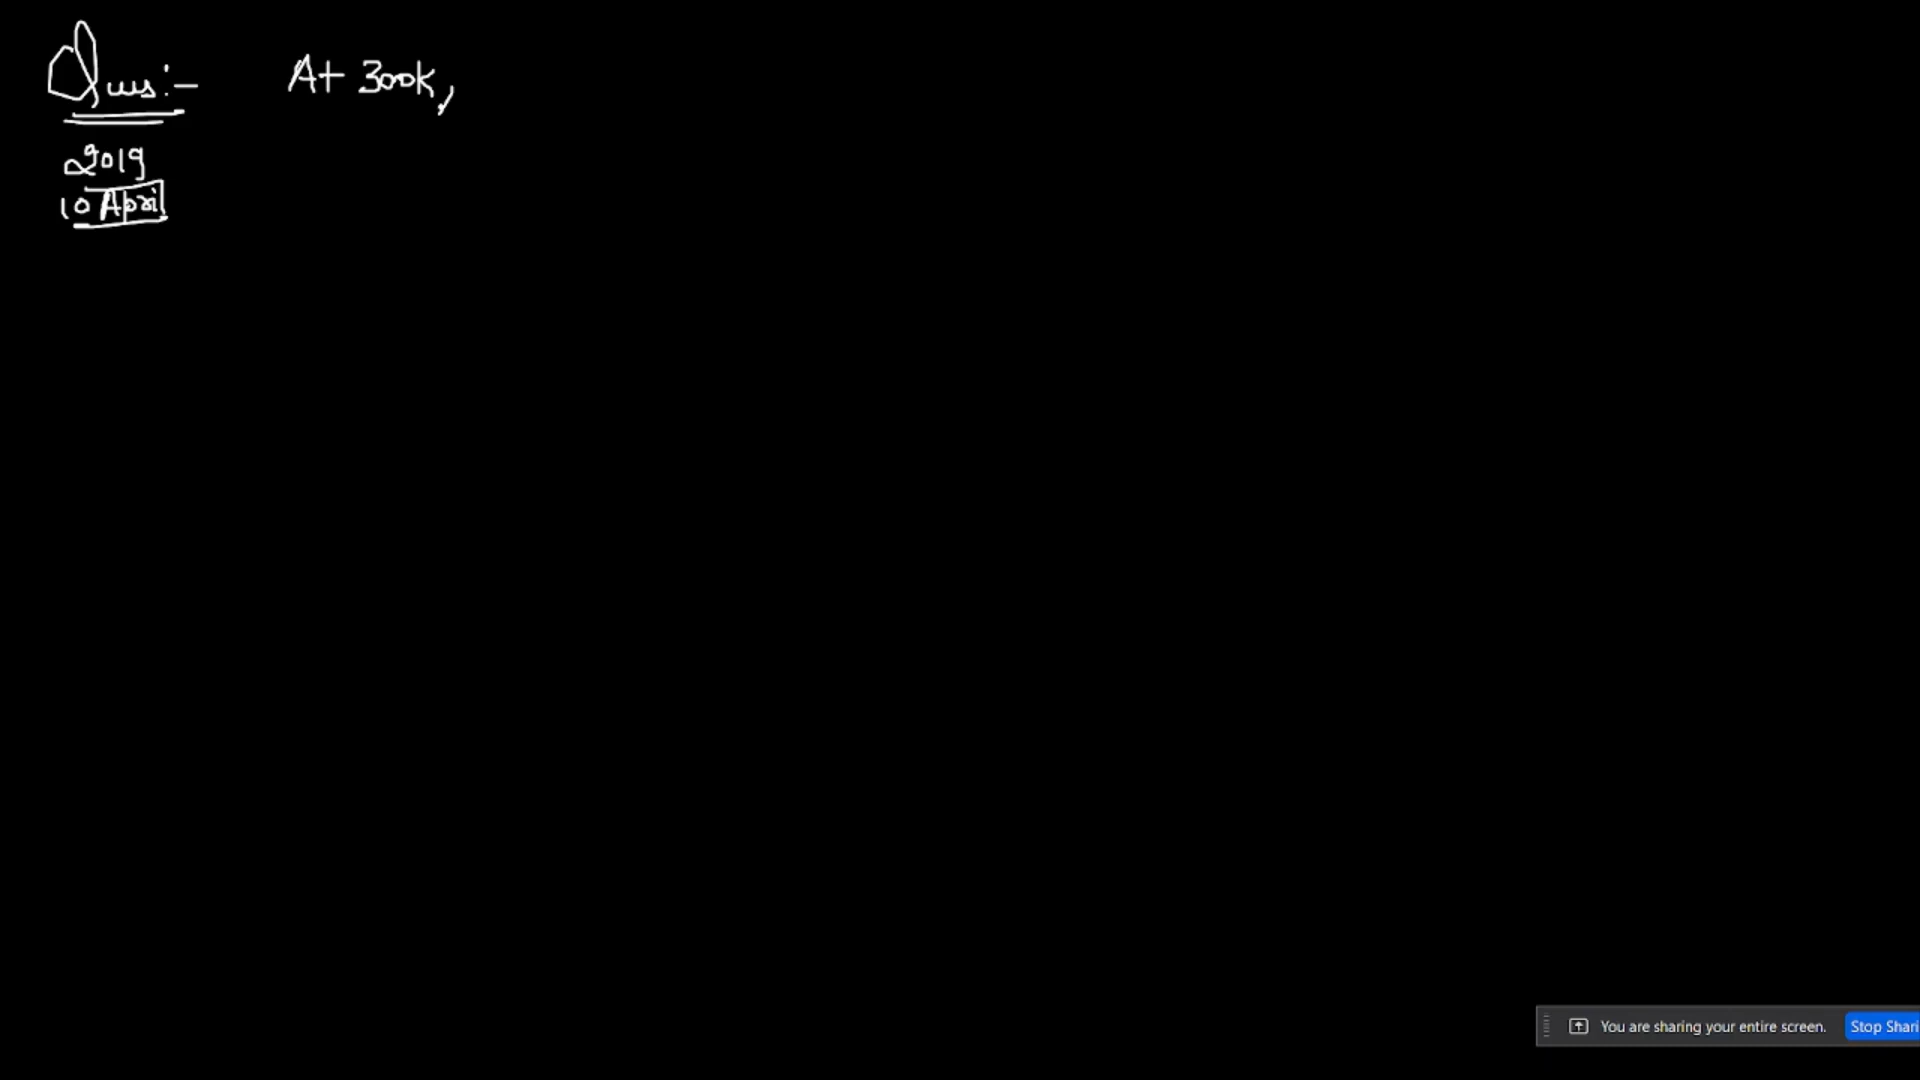 Ques:- At 300K,
2019
10 April
You are sharing your entire screen. Stop Shari